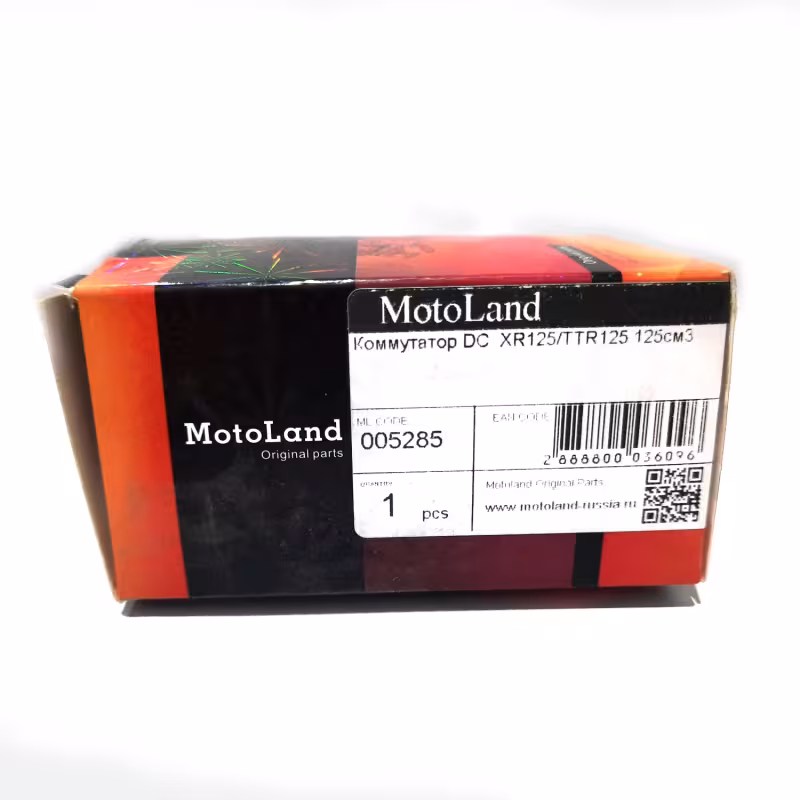 MotoLand
Original parts
MotoLand
Коммутатор DC XR125/TTR125 125см3
ML CODE
005285
EAN CODE
2 888800 036096
QUANTITY
1 pcs
Motoland Original Parts
www.motoland-russia.ru